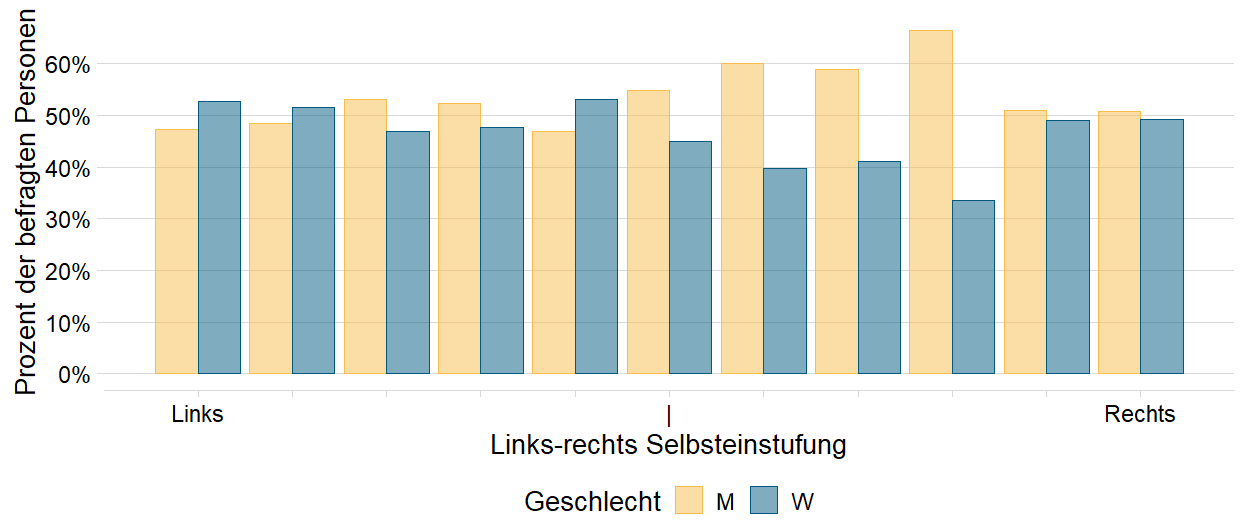 Prozent der befragten Personen
60%
50%
40%
30%
20%
10%
0%
Links | Rechts
Links-rechts Selbsteinstufung
Geschlecht M W